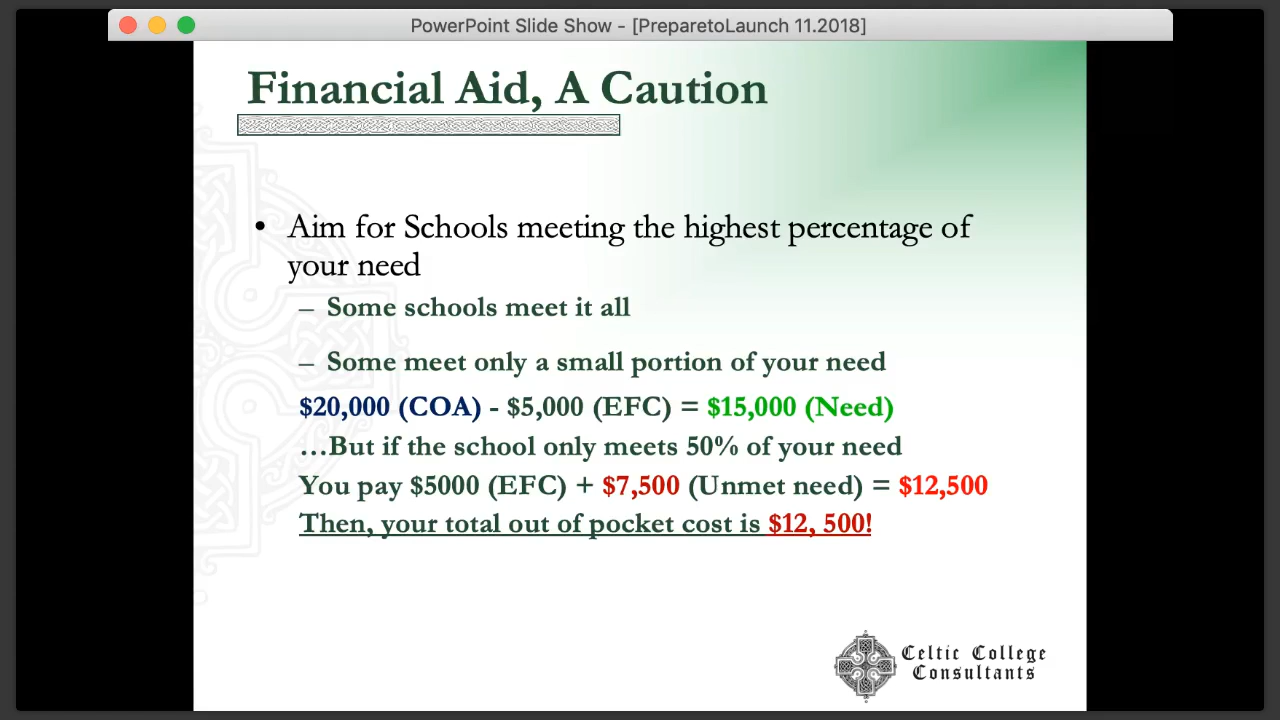 PowerPoint Slide Show - [PreparetoLaunch 11.2018]
Financial Aid, A Caution
• Aim for Schools meeting the highest percentage of
your need
– Some schools meet it all
– Some meet only a small portion of your need
$20,000 (COA) - $5,000 (EFC) = $15,000 (Need)
…But if the school only meets 50% of your need
You pay $5000 (EFC) + $7,500 (Unmet need) = $12,500
Then, your total out of pocket cost is $12, 500!
Celtic College
Consultants